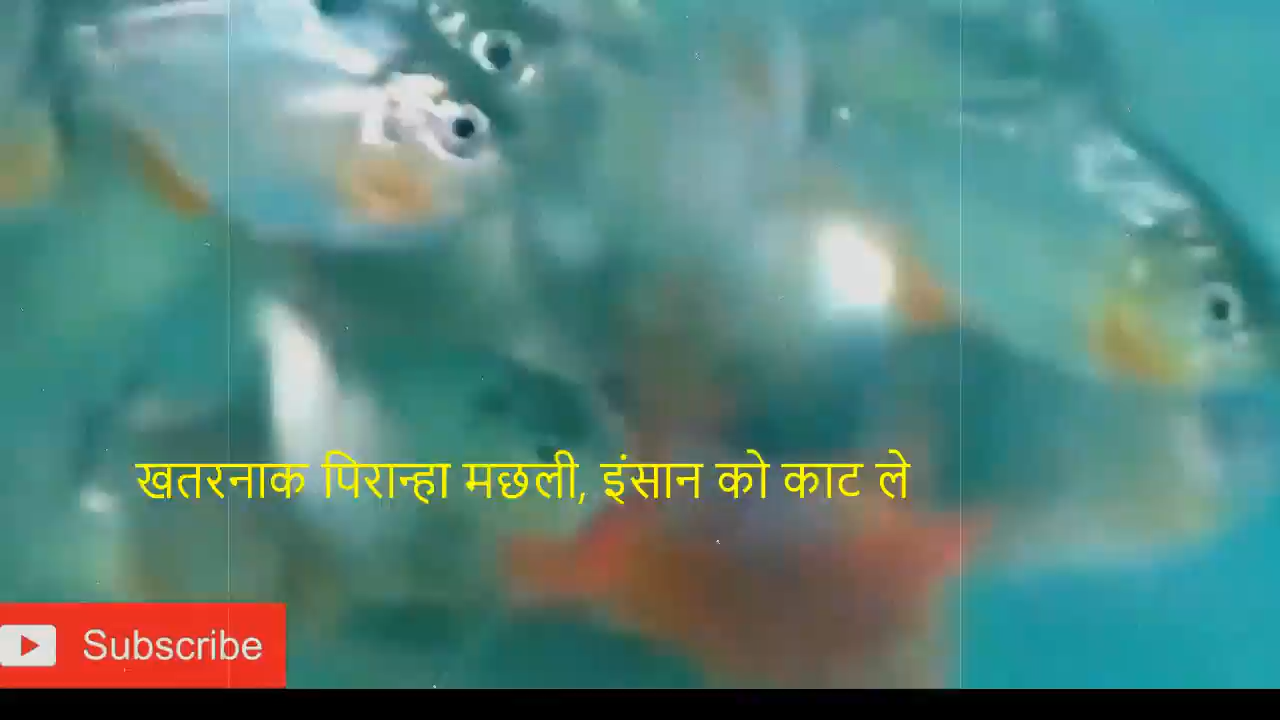 खतरनाक पिरान्हा मछली, इंसान को काट ले
Subscribe